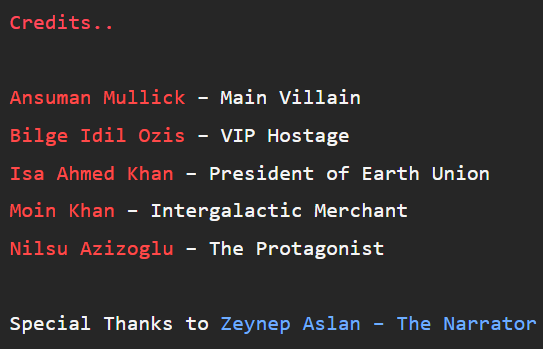 Credits..
Ansuman Mullick – Main Villain
Bilge Idil Ozis – VIP Hostage
Isa Ahmed Khan – President of Earth Union
Moin Khan – Intergalactic Merchant
Nilsu Azizoglu – The Protagonist
Special Thanks to Zeynep Aslan – The Narrator